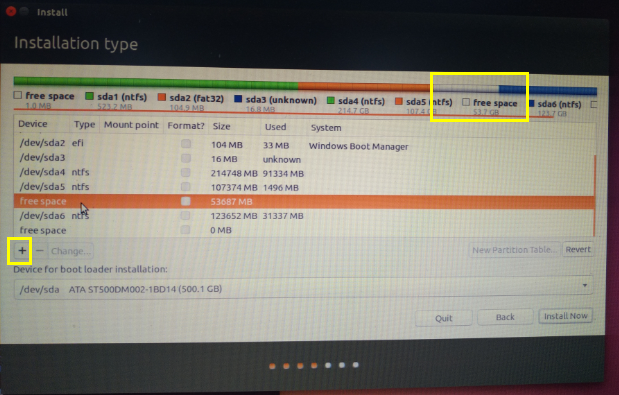 Install
Installation type
free space sda1 (ntfs) sda2 (fat32) sda3 (unknown) sda4 (ntfs) sda5 (ntfs) free space sda6 (ntfs)
1.0 MB 523.2 MB 104.9 MB 16.8 MB 214.7 GB 107.4 GB 53.7 GB 123.7 GB
Device Type Mount point Format? Size Used System
/dev/sda2 efi 104 MB 33 MB Windows Boot Manager
/dev/sda3 16 MB unknown
/dev/sda4 ntfs 214748 MB 91334 MB
/dev/sda5 ntfs 107374 MB 1496 MB
free space 53687 MB
/dev/sda6 ntfs 123652 MB 31337 MB
free space 0 MB
+ − Change... New Partition Table... Revert
Device for boot loader installation:
/dev/sda ATA ST500DM002-1BD14 (500.1 GB)
Quit Back Install Now